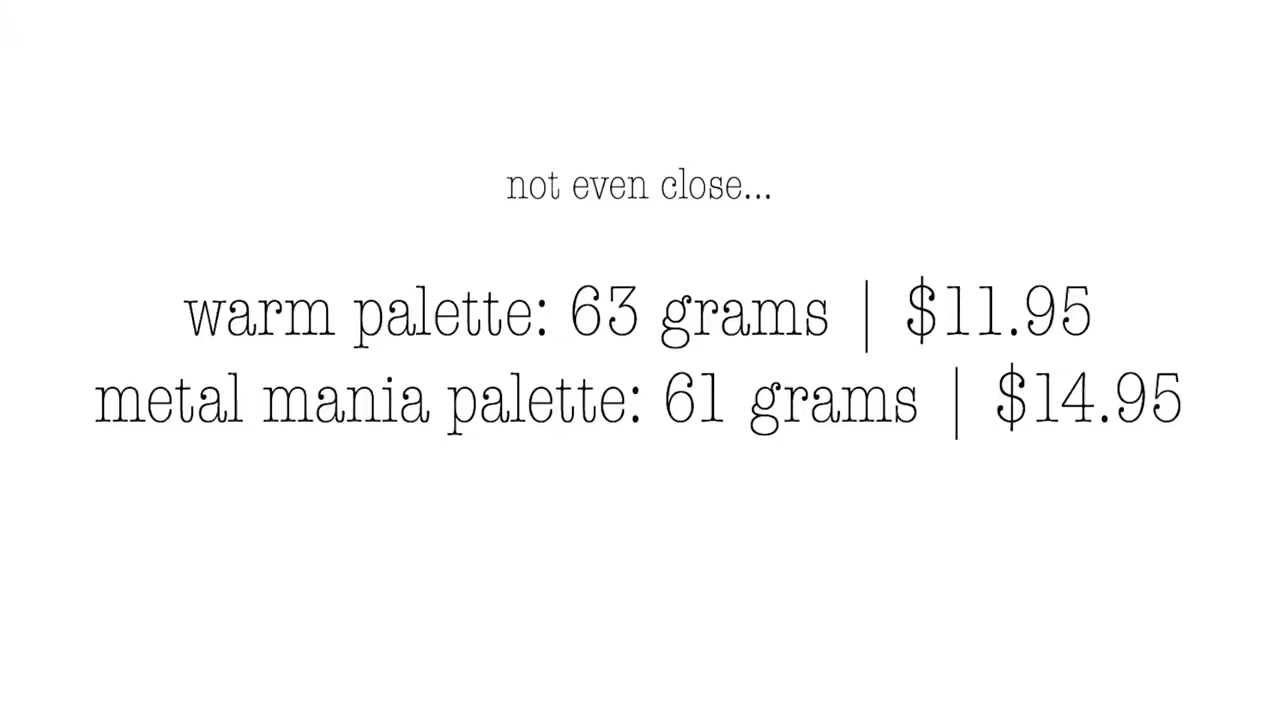 not even close...
warm palette: 63 grams | $11.95
metal mania palette: 61 grams | $14.95